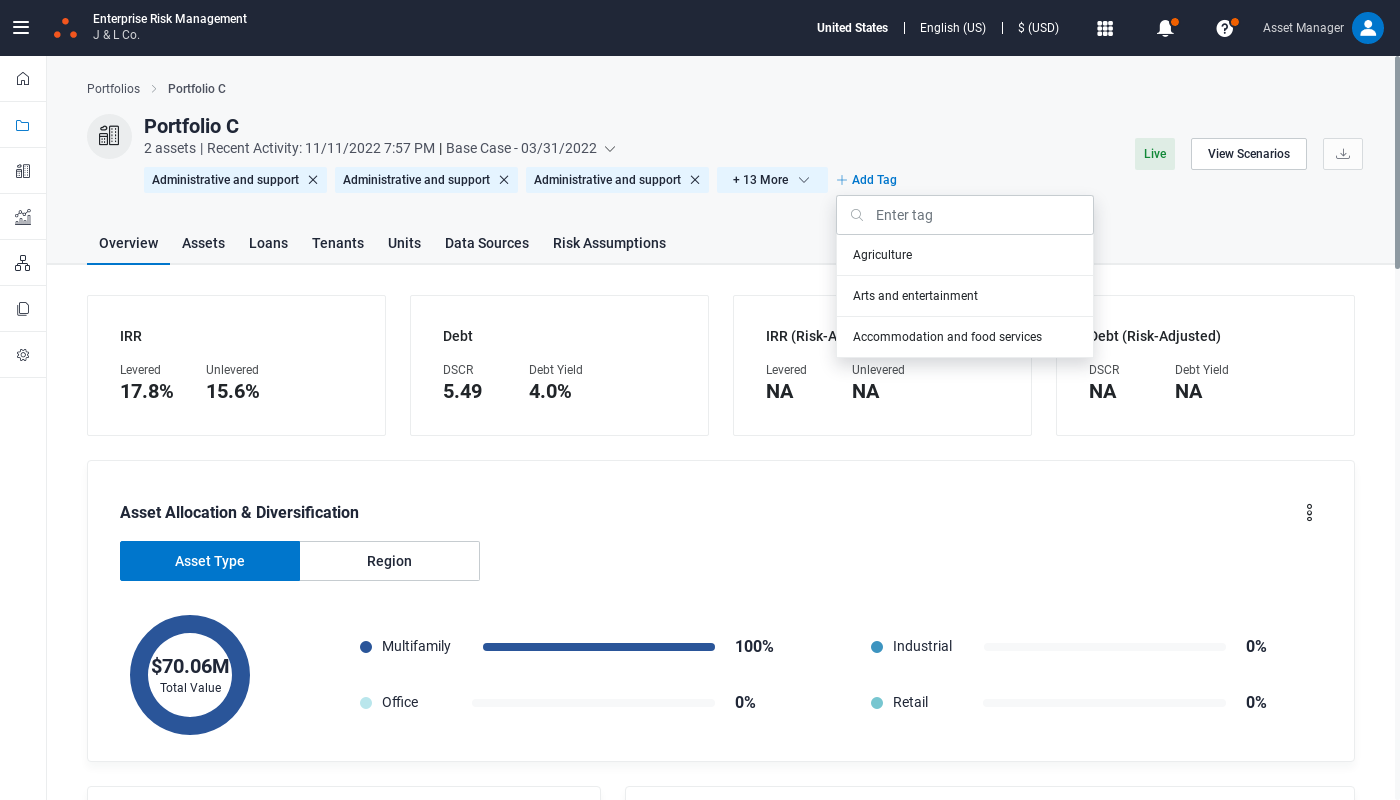 Enterprise Risk Management
J & L Co.
United States | English (US) | $ (USD)
Asset Manager
Portfolios > Portfolio C
Portfolio C
2 assets | Recent Activity: 11/11/2022 7:57 PM | Base Case - 03/31/2022
Live
View Scenarios
Administrative and support
Administrative and support
Administrative and support
+ 13 More
+ Add Tag
Enter tag
Agriculture
Arts and entertainment
Accommodation and food services
Overview
Assets
Loans
Tenants
Units
Data Sources
Risk Assumptions
IRR
Levered
17.8%
Unlevered
15.6%
Debt
DSCR
5.49
Debt Yield
4.0%
IRR (Risk-A
Levered
NA
Unlevered
NA
Debt (Risk-Adjusted)
DSCR
NA
Debt Yield
NA
Asset Allocation & Diversification
Asset Type
Region
$70.06M
Total Value
Multifamily
100%
Industrial
0%
Office
0%
Retail
0%